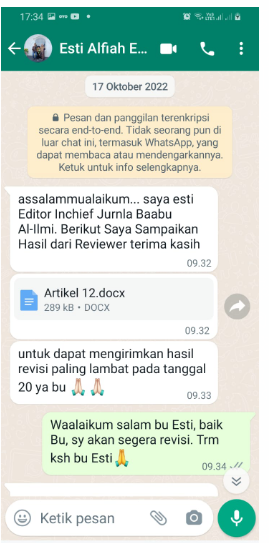 17:34
Esti Alfiah E...
17 Oktober 2022
Pesan dan panggilan terenkripsi
secara end-to-end. Tidak seorang pun di
luar chat ini, termasuk WhatsApp, yang
dapat membaca atau mendengarkannya.
Ketuk untuk info selengkapnya.
assalammualaikum... saya esti
Editor Inchief Jurnla Baabu
Al-Ilmi. Berikut Saya Sampaikan
Hasil dari Reviewer terima kasih
09.32
Artikel 12.docx
289 kB • DOCX
09.32
untuk dapat mengirimkan hasil
revisi paling lambat pada tanggal
20 ya bu 🙏🏻 🙏🏻
09.33
Waalaikum salam bu Esti, baik
Bu, sy akan segera revisi. Trm
ksh bu Esti🙏
09.34
Ketik pesan